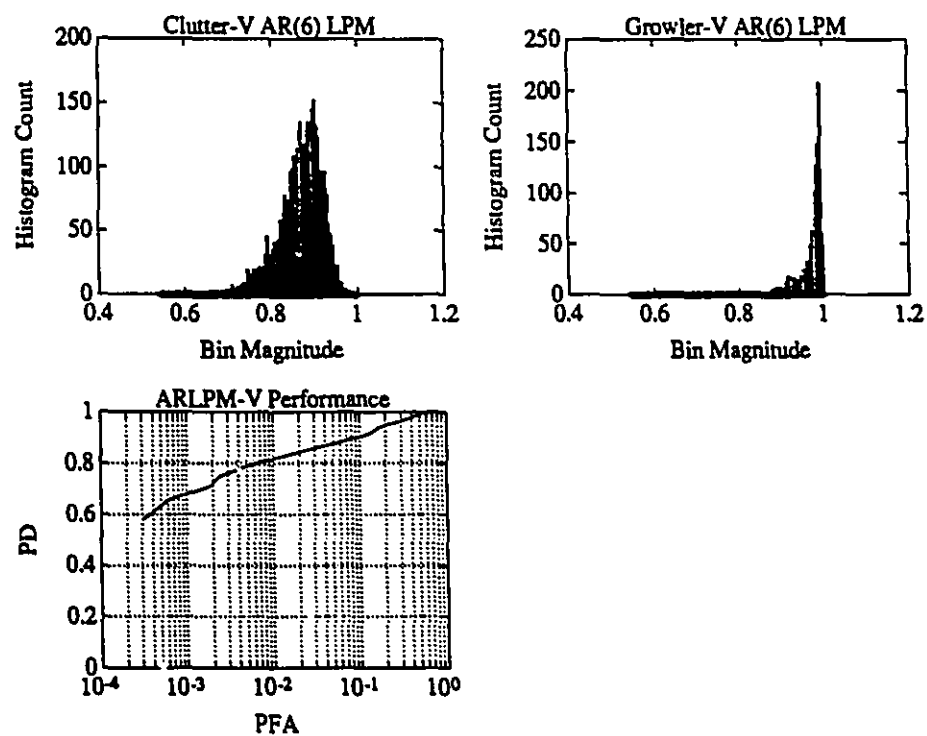 Clutter-V AR(6) LPM
200
150
100
50
0
0.4 0.6 0.8 1 1.2
Histogram Count
Bin Magnitude
Growler-V AR(6) LPM
250
200
150
100
50
0
0.4 0.6 0.8 1 1.2
Histogram Count
Bin Magnitude
ARLPM-V Performance
1
0.8
0.6
0.4
0.2
0
10⁻⁴ 10⁻³ 10⁻² 10⁻¹ 10⁰
PD
PFA